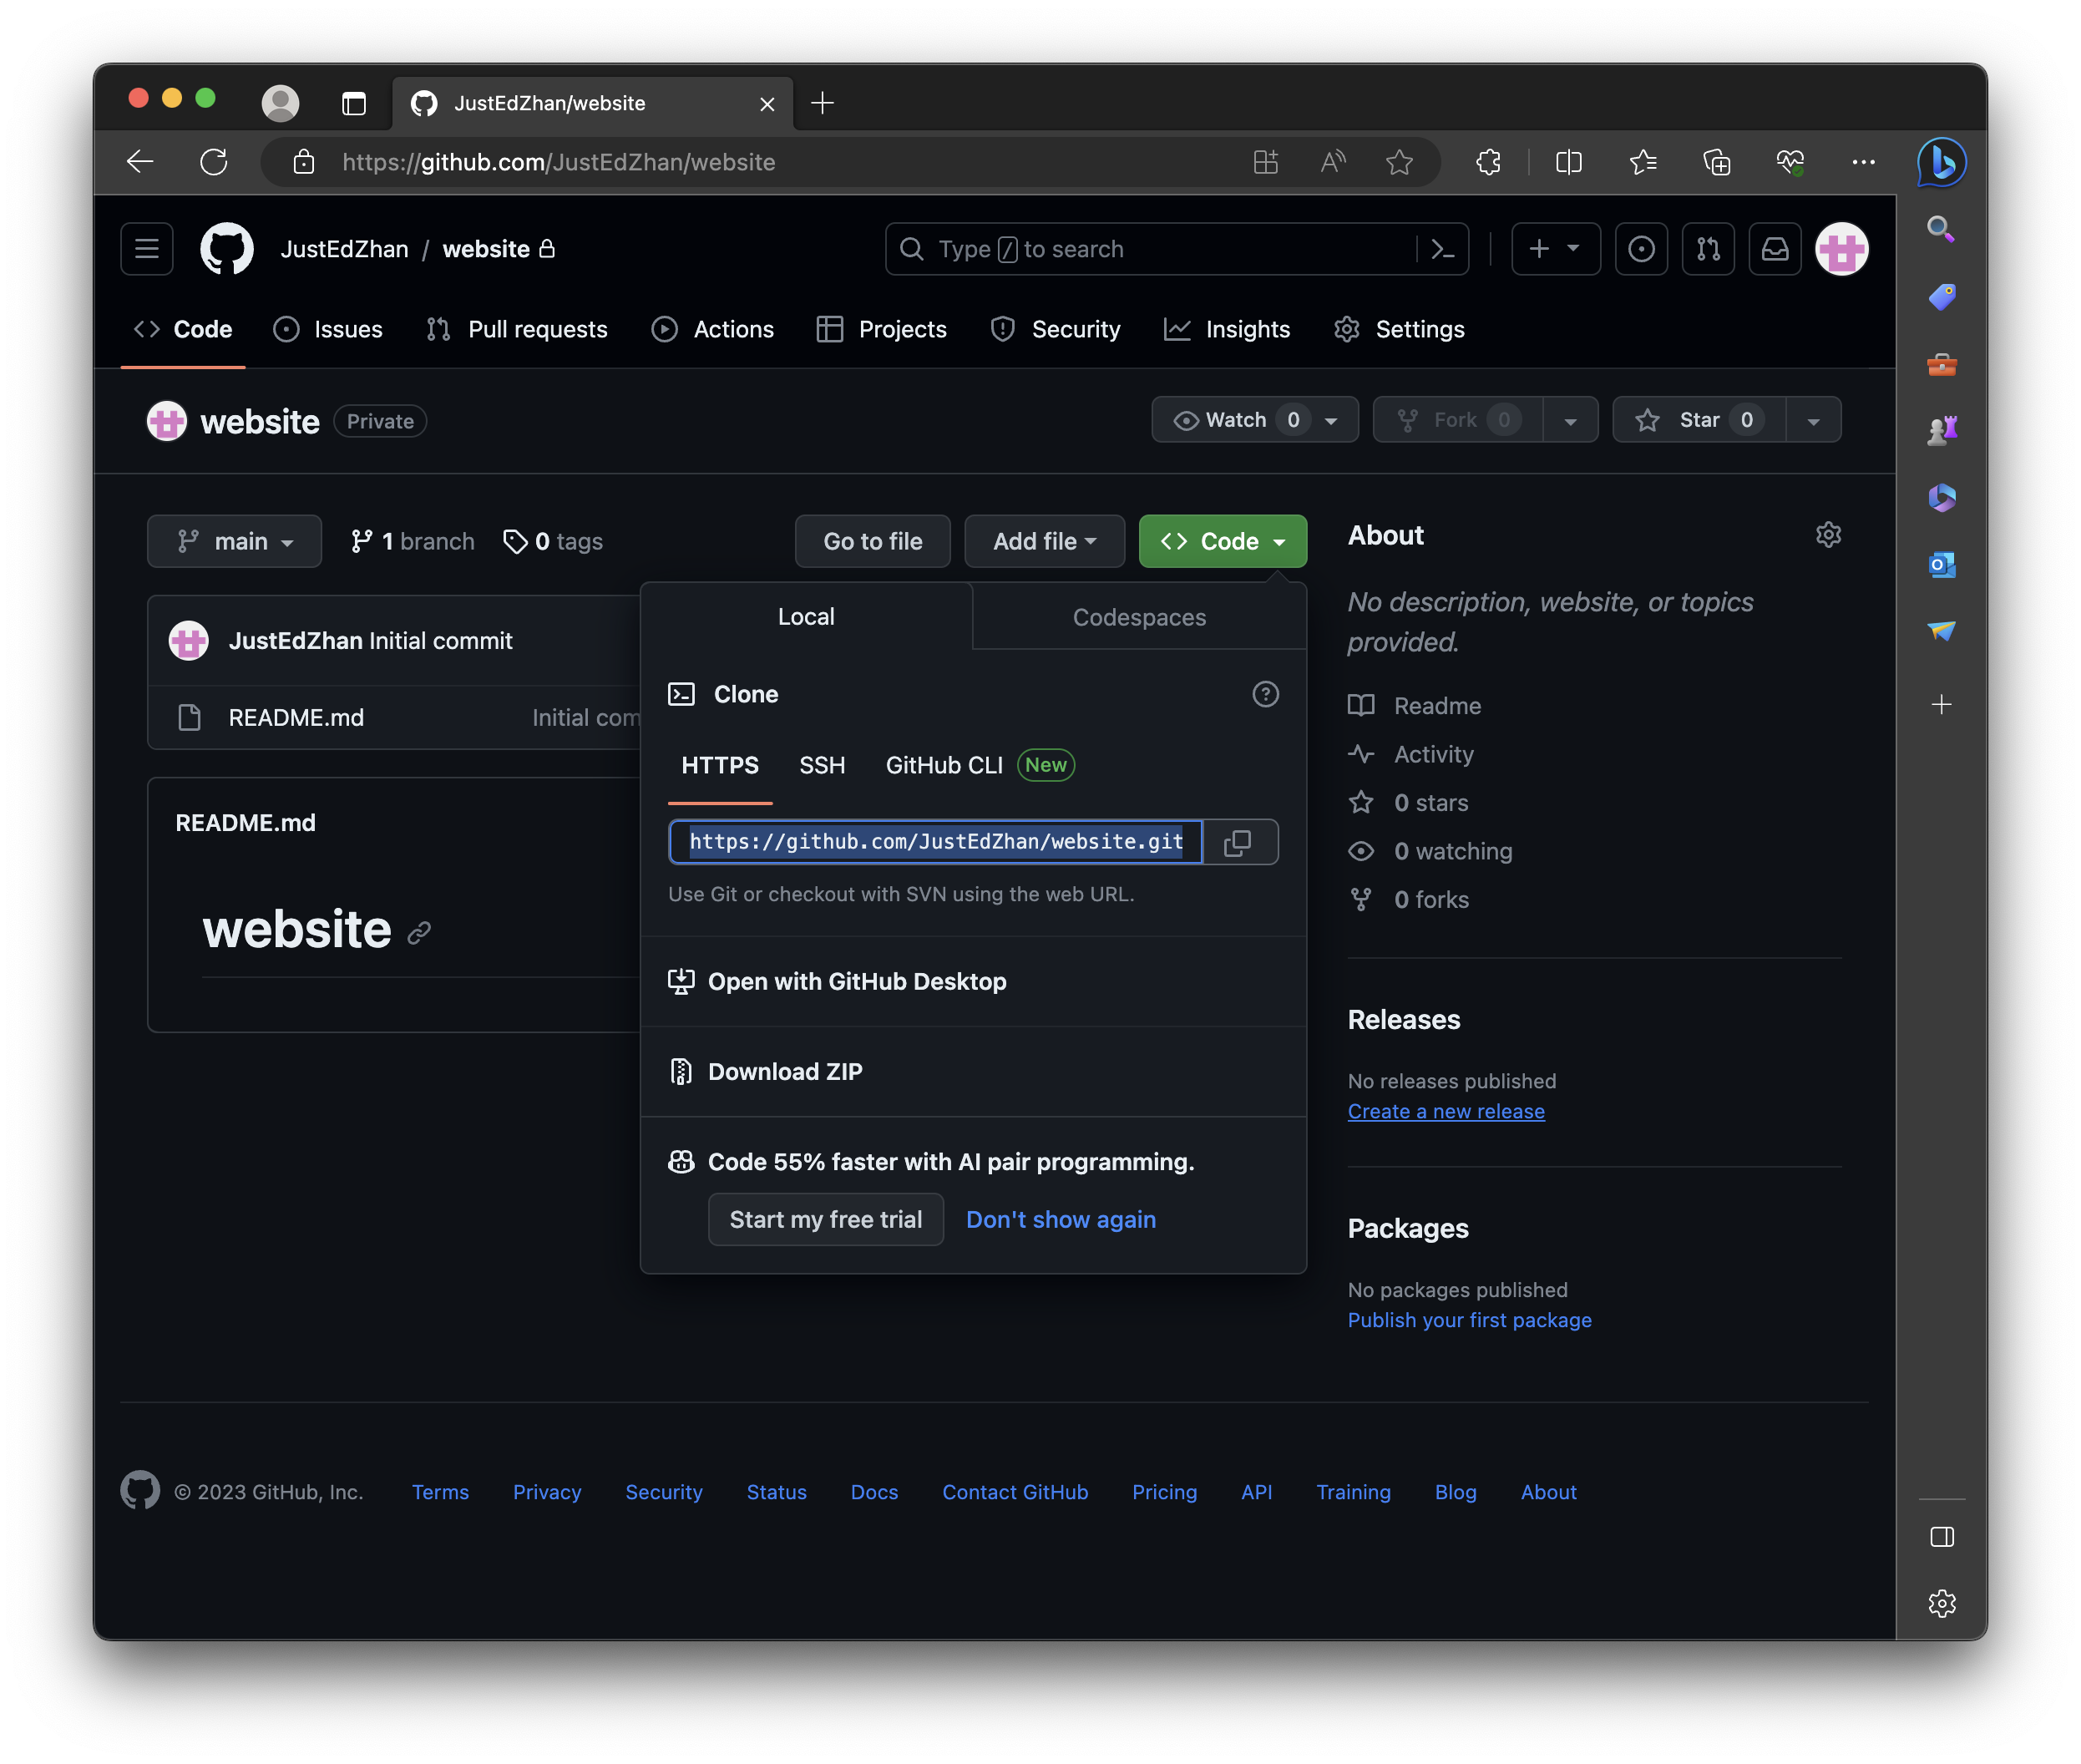 JustEdZhan/website
https://github.com/JustEdZhan/website
JustEdZhan / website
Type / to search
Code
Issues
Pull requests
Actions
Projects
Security
Insights
Settings
website Private
Watch 0
Fork 0
Star 0
main
1 branch
0 tags
Go to file
Add file
Code
JustEdZhan Initial commit
README.md
Initial com
README.md
website
Local
Codespaces
Clone
HTTPS
SSH
GitHub CLI New
https://github.com/JustEdZhan/website.git
Use Git or checkout with SVN using the web URL.
Open with GitHub Desktop
Download ZIP
Code 55% faster with AI pair programming.
Start my free trial
Don't show again
About
No description, website, or topics
provided.
Readme
Activity
0 stars
0 watching
0 forks
Releases
No releases published
Create a new release
Packages
No packages published
Publish your first package
© 2023 GitHub, Inc.
Terms
Privacy
Security
Status
Docs
Contact GitHub
Pricing
API
Training
Blog
About